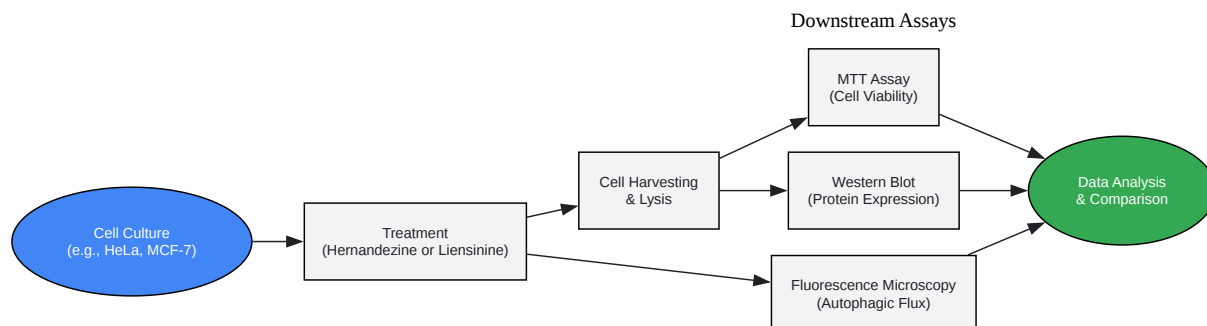 Downstream Assays
MTT Assay
(Cell Viability)
Cell Harvesting
& Lysis
Western Blot
(Protein Expression)
Data Analysis
& Comparison
Cell Culture
(e.g., HeLa, MCF-7)
Treatment
(Hernandezine or Liensinine)
Fluorescence Microscopy
(Autophagic Flux)